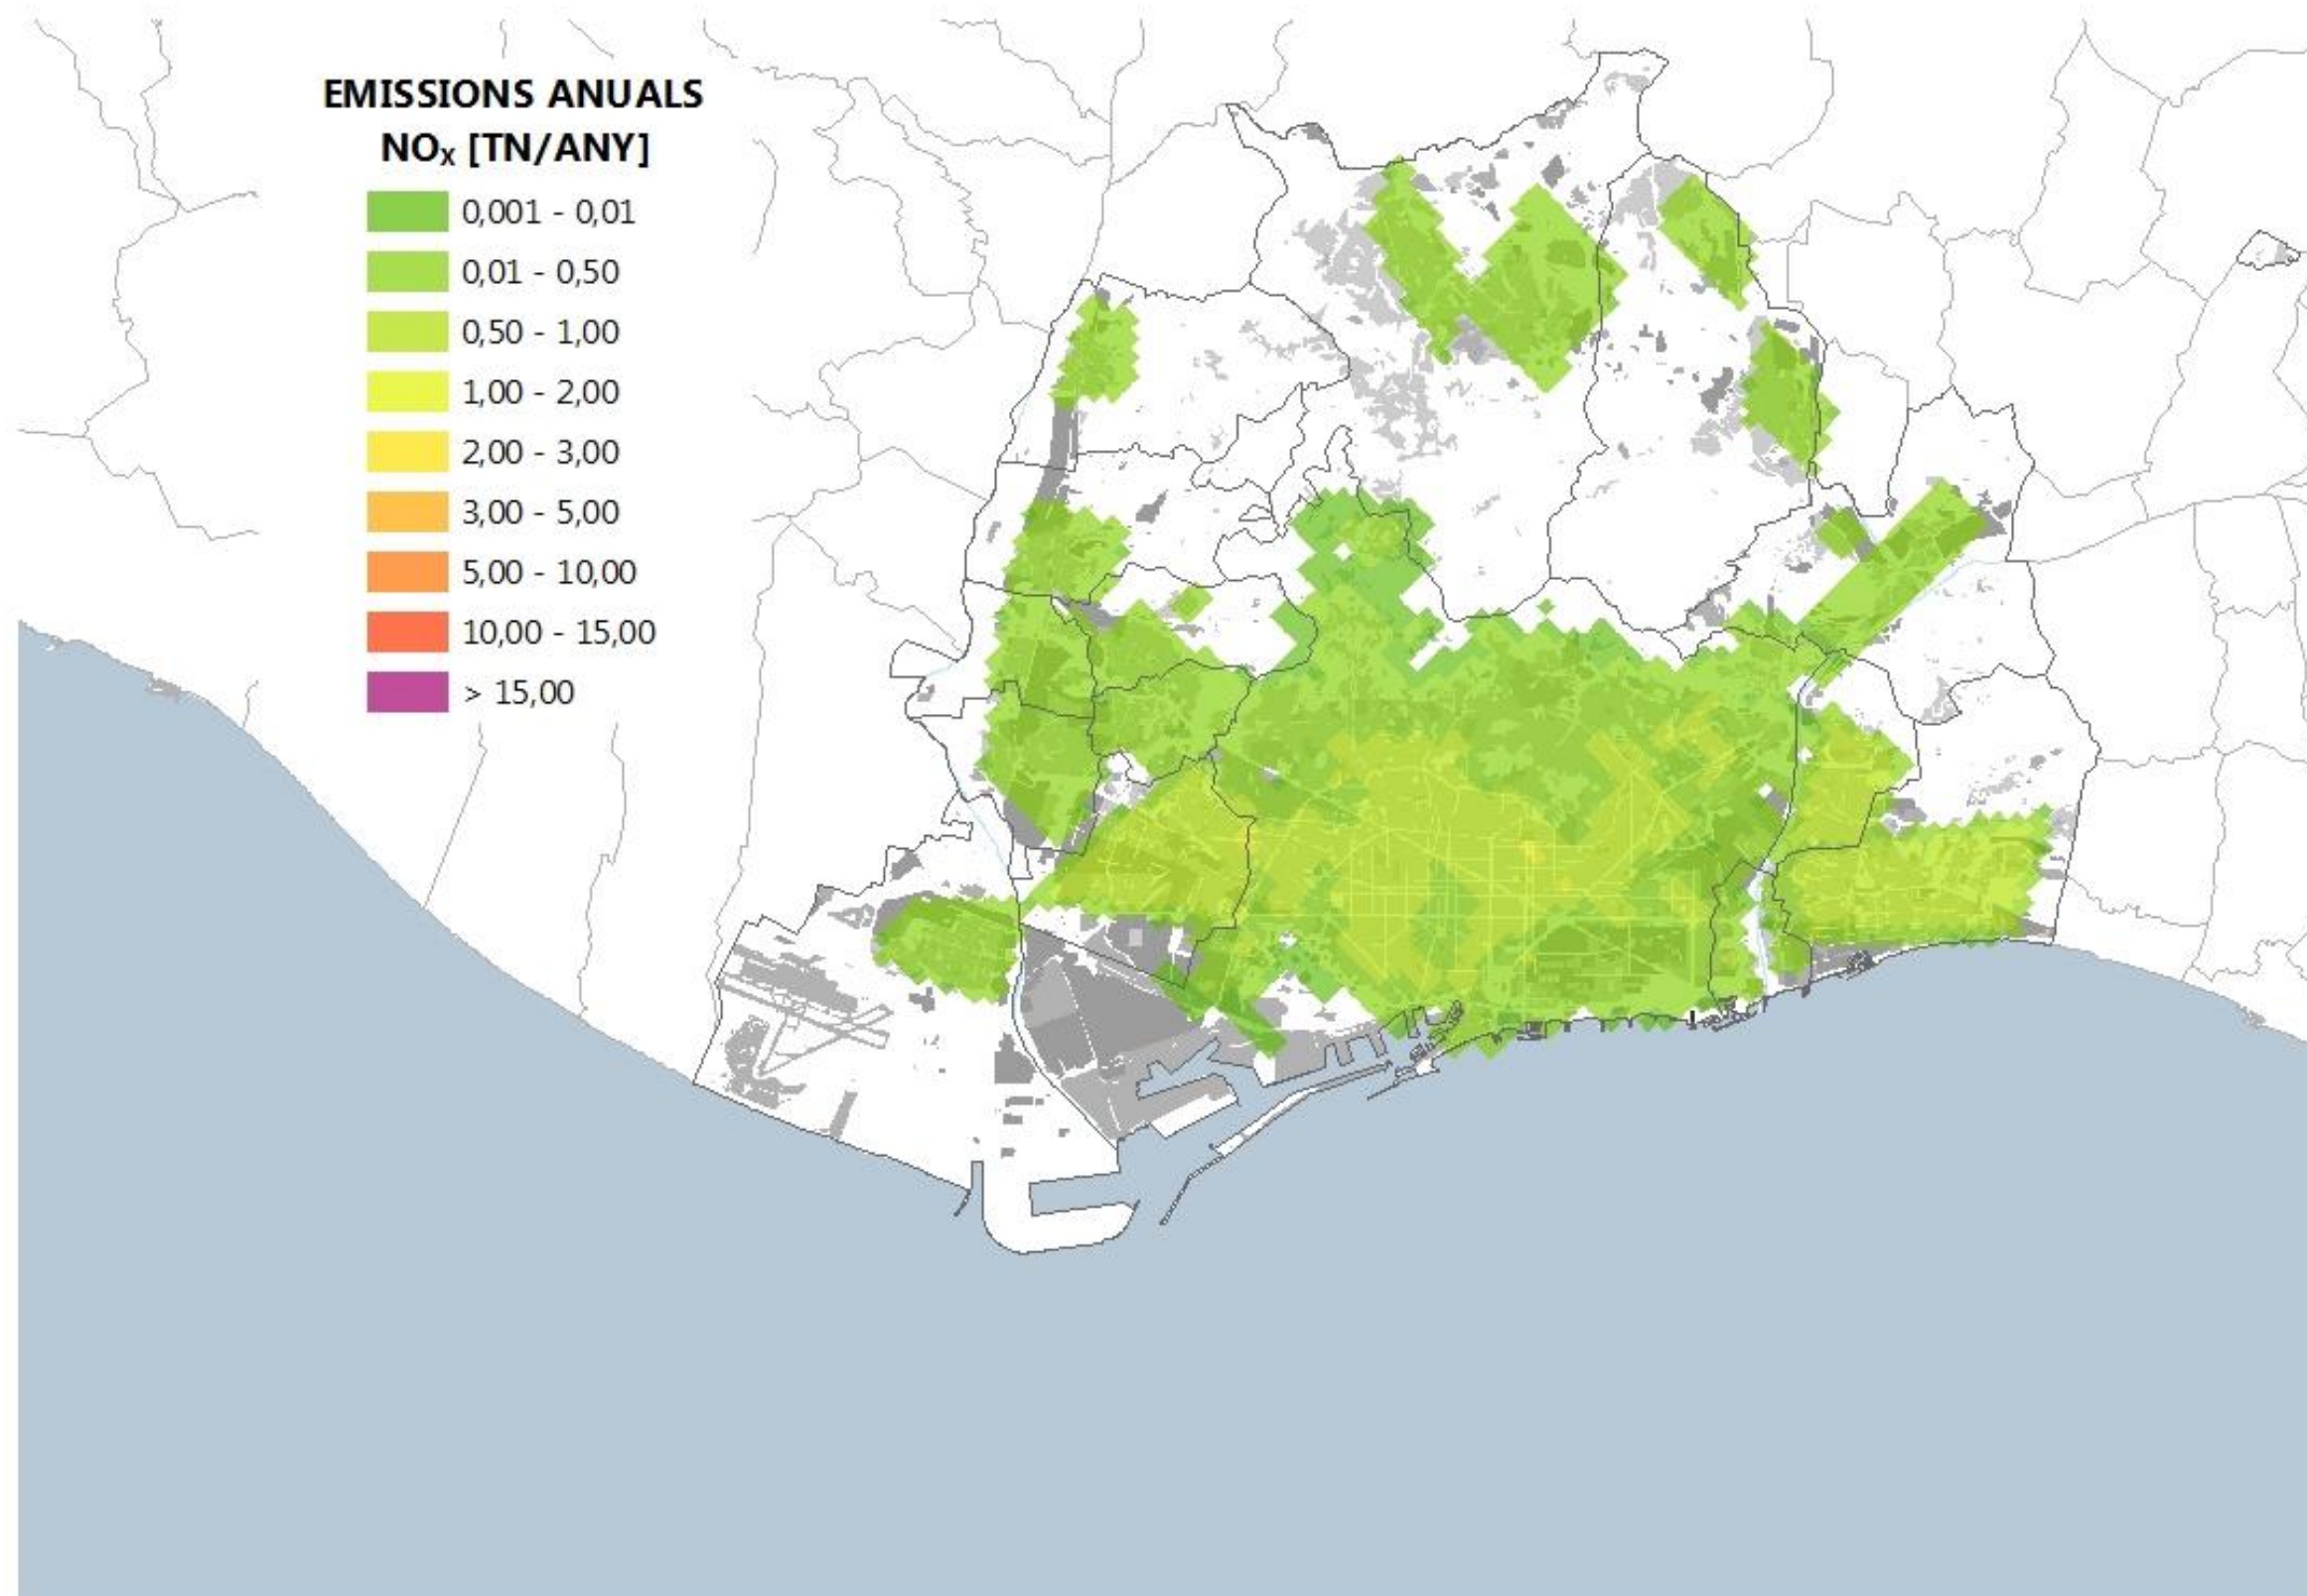 EMISSIONS ANUALS
NOₓ [TN/ANY]
0,001 - 0,01
0,01 - 0,50
0,50 - 1,00
1,00 - 2,00
2,00 - 3,00
3,00 - 5,00
5,00 - 10,00
10,00 - 15,00
> 15,00